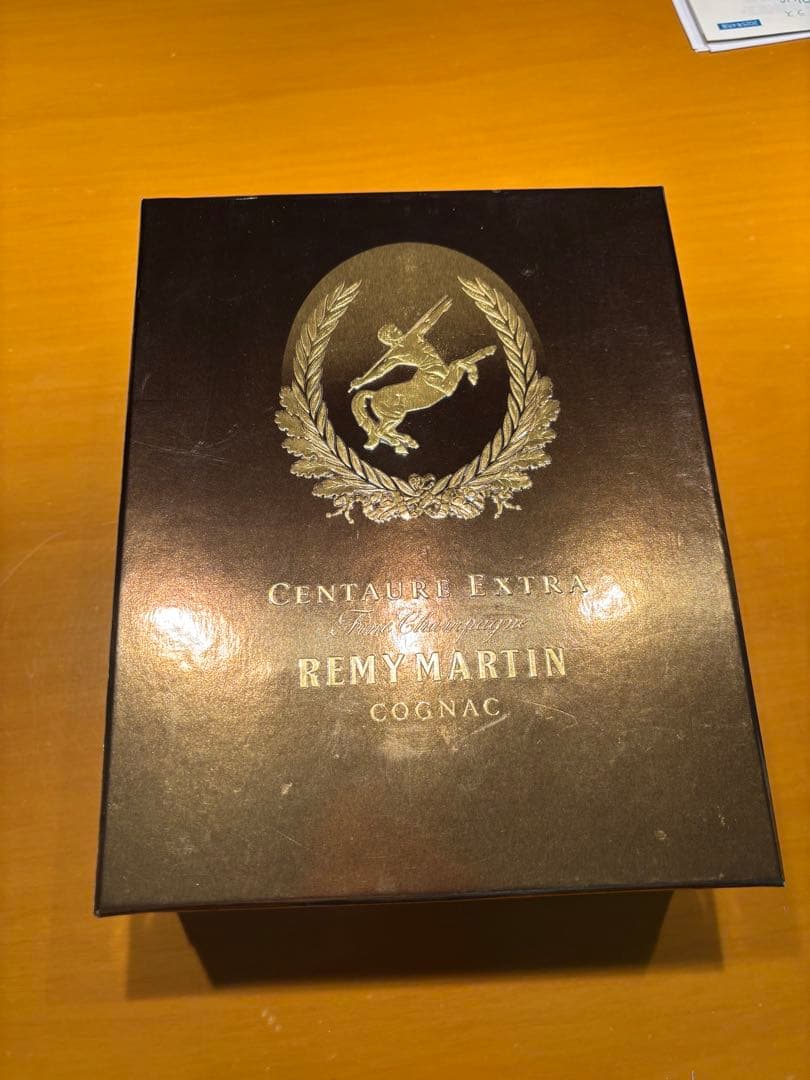 CENTAURE EXTRA
Fine Champagne
REMY MARTIN
COGNAC